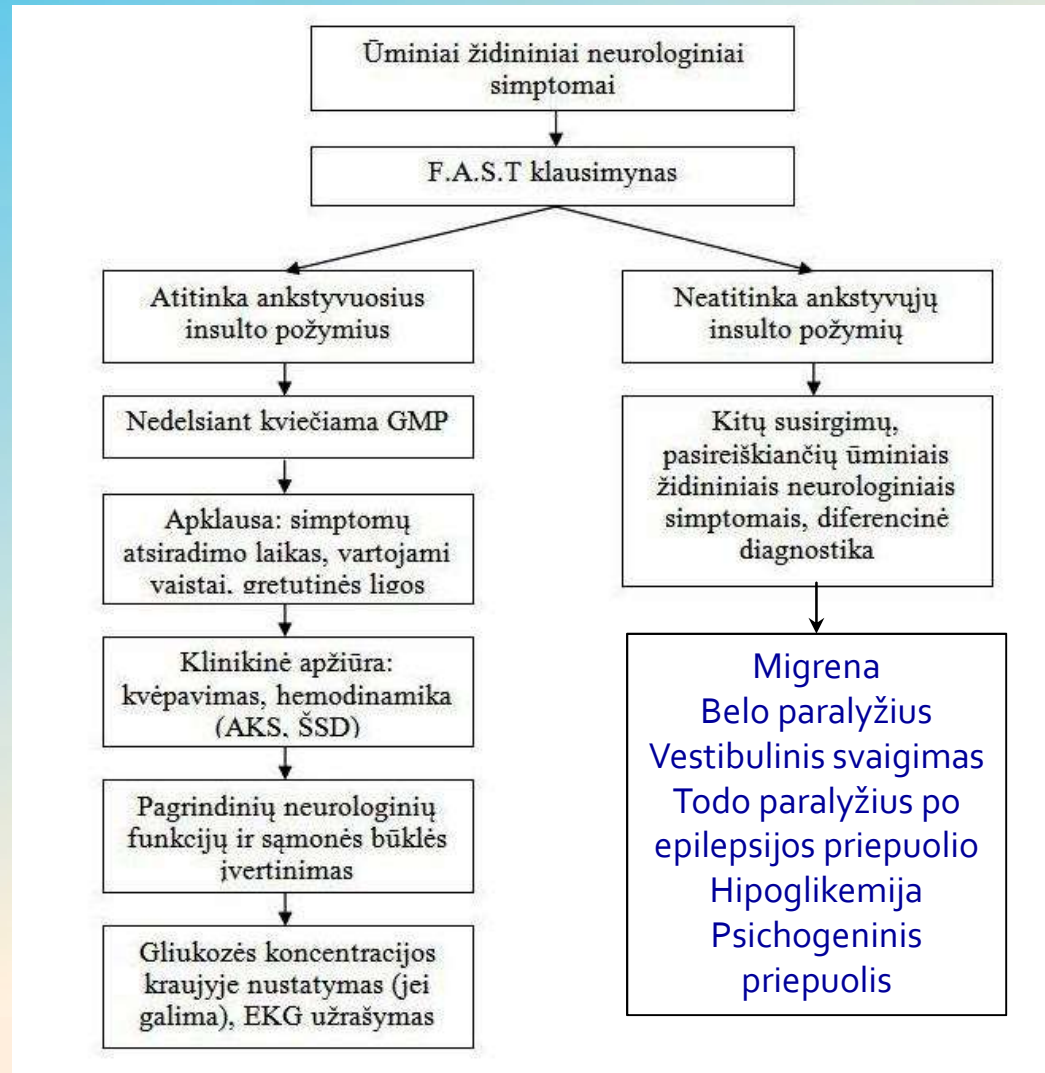 Ūminiai židininiai neurologiniai
simptomai
F.A.S.T klausimynas
Atitinka ankstyvuosius
insulto požymius
Nedelsiant kviečiama GMP
Apklausa: simptomų
atsiradimo laikas, vartojami
vaistai, gretutinės ligos
Klinikinė apžiūra:
kvėpavimas, hemodinamika
(AKS, ŠSD)
Pagrindinių neurologinių
funkcijų ir sąmonės būklės
įvertinimas
Gliukozės koncentracijos
kraujyje nustatymas (jei
galima), EKG užrašymas
Neatitinka ankstyvųjų
insulto požymių
Kitų susirgimų,
pasireiškiančių ūminiais
židininiais neurologiniais
simptomais, diferencinė
diagnostika
Migrena
Belo paralyžius
Vestibulinis svaigimas
Todo paralyžius po
epilepsijos priepuolio
Hipoglikemija
Psichogeninis
priepuolis